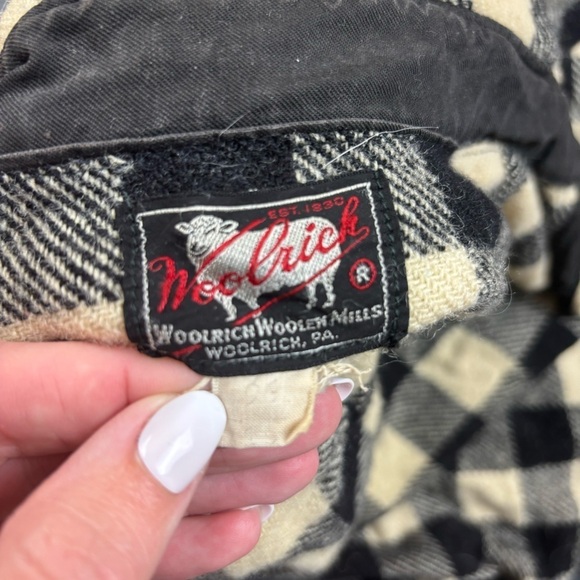 EST. 1830
Woolrich
®
WOOLRICH WOOLEN MILLS
WOOLRICH, PA.